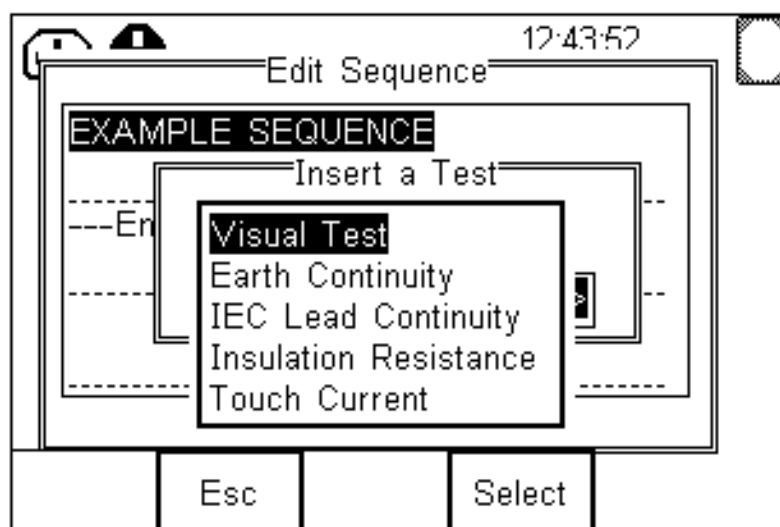 12:43:52
Edit Sequence
EXAMPLE SEQUENCE
Insert a Test
---En
Visual Test
Earth Continuity
>
IEC Lead Continuity
Insulation Resistance
Touch Current
Esc
Select